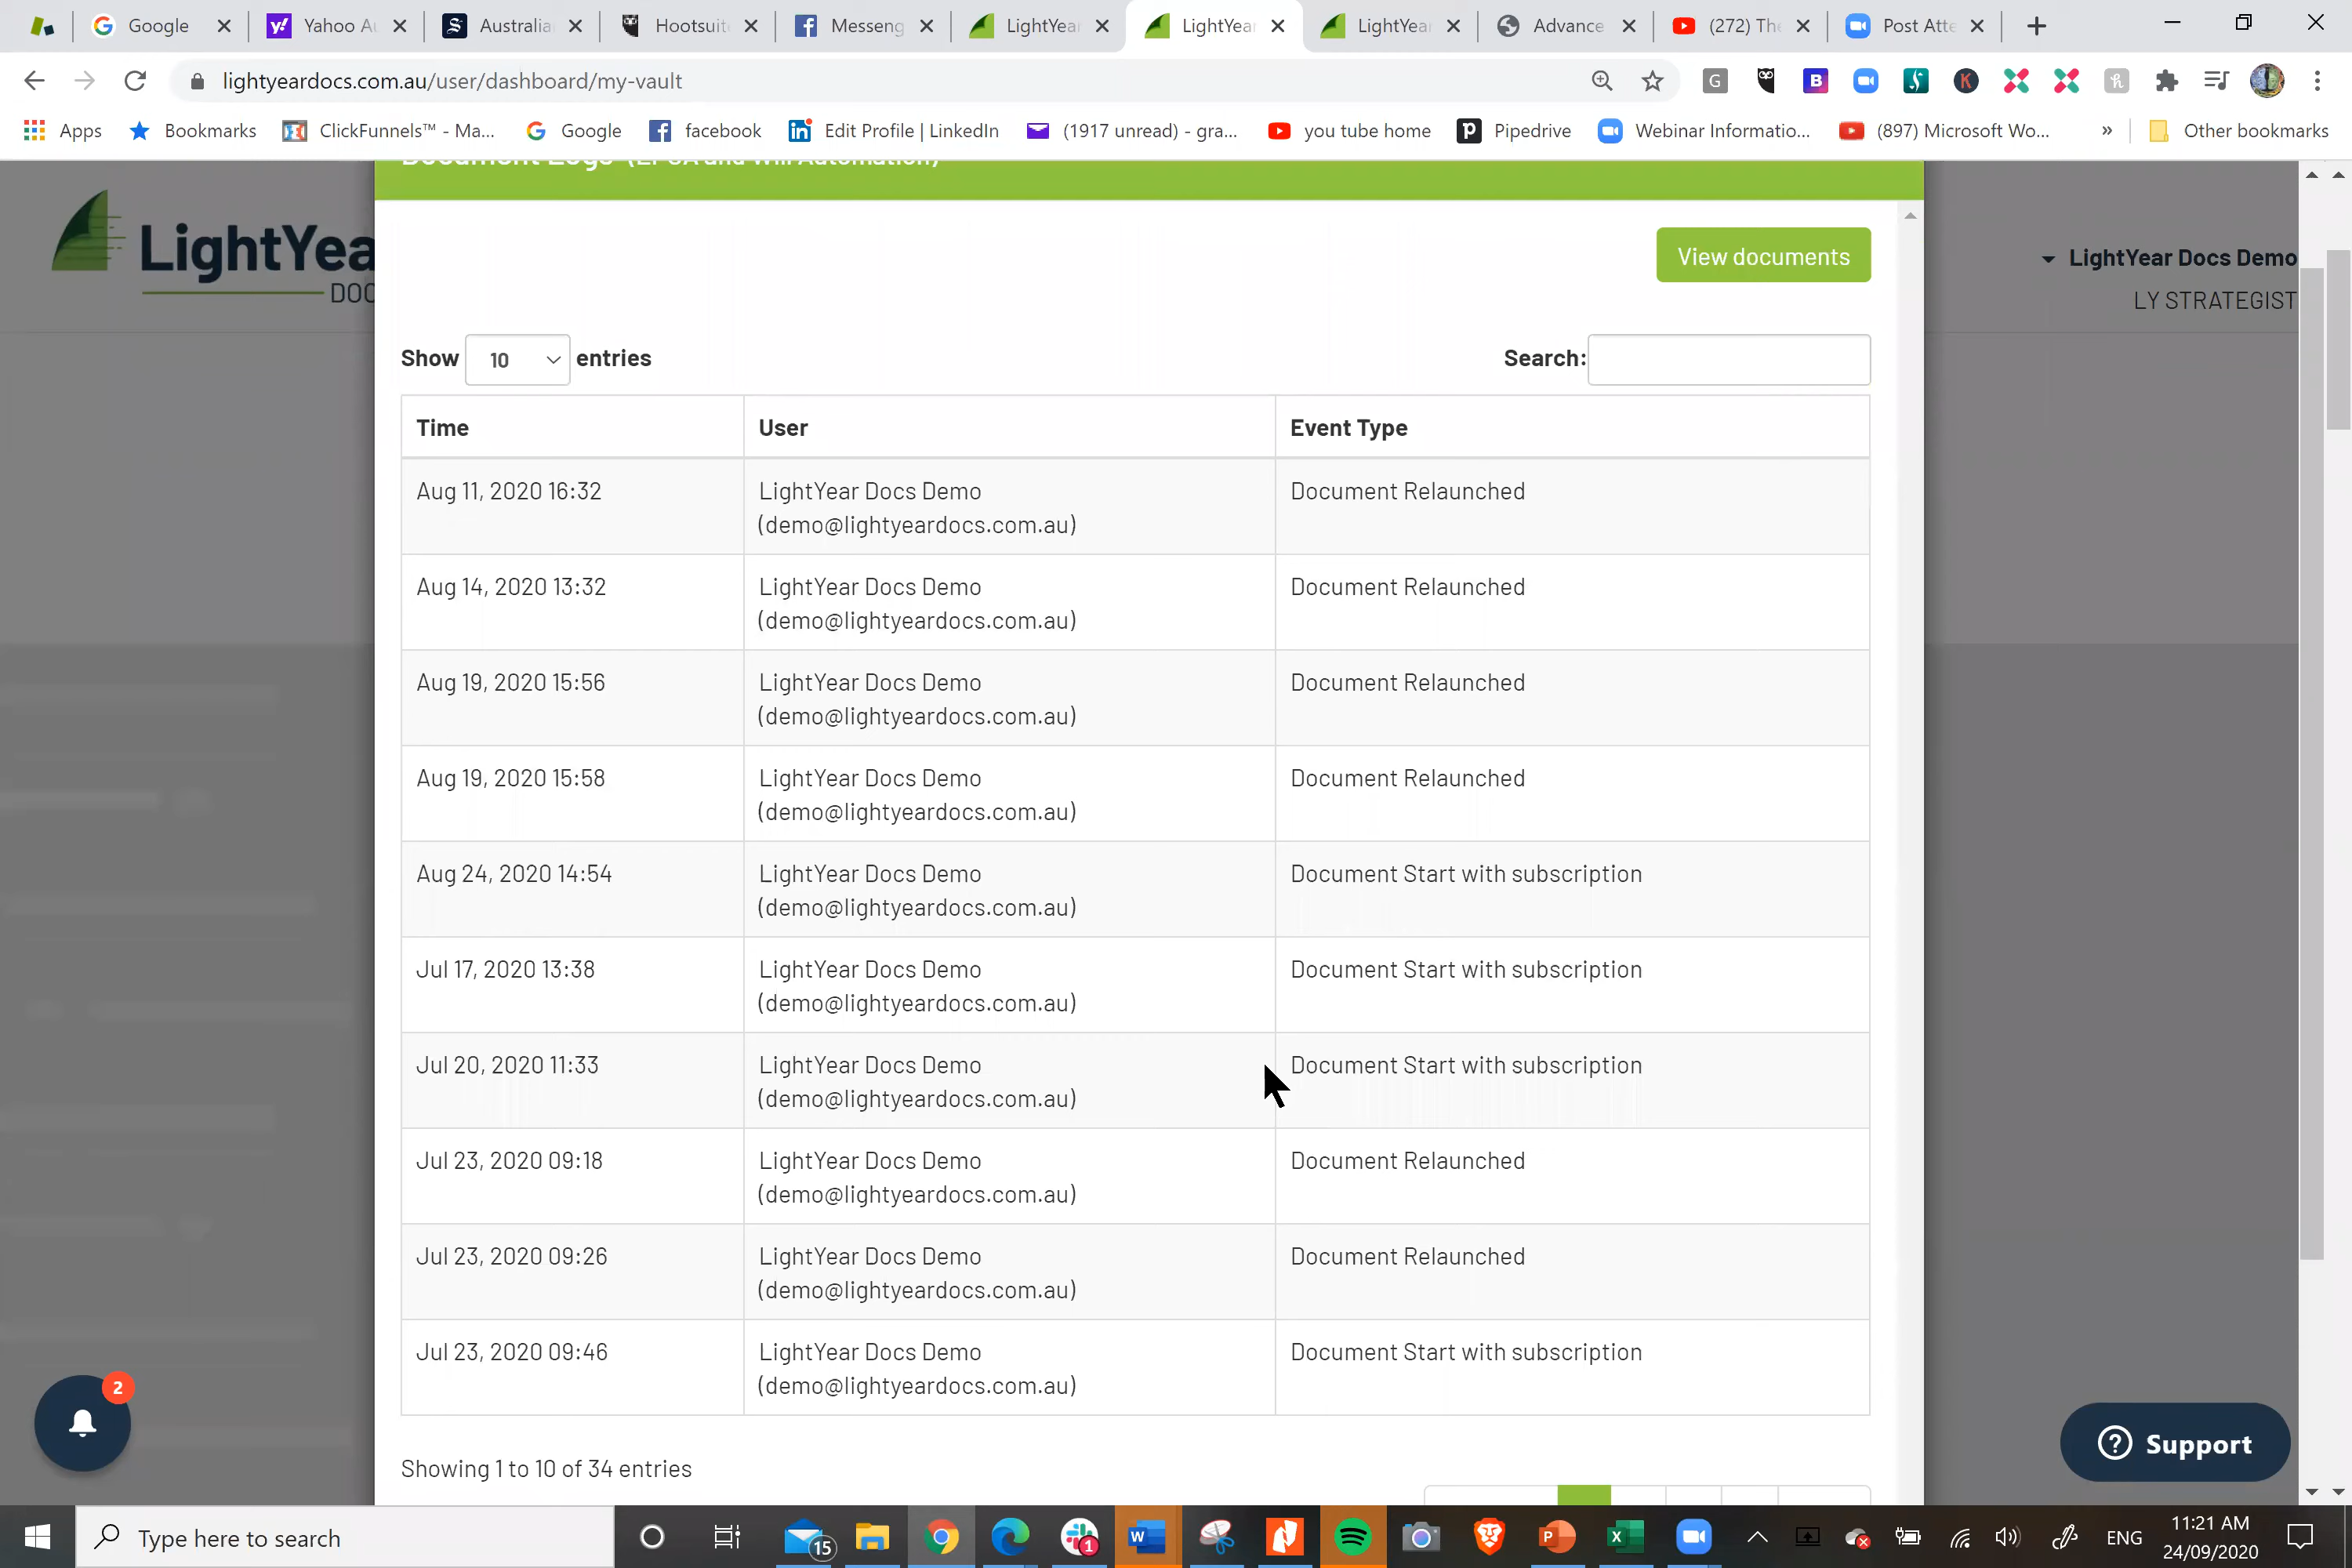 Google
Yahoo Au
Australia
Hootsuit
Messeng
LightYear
LightYear
LightYear
Advance
(272) The
Post Atte
lightyeardocs.com.au/user/dashboard/my-vault
Apps
Bookmarks
ClickFunnels™ - Ma...
Google
facebook
Edit Profile | LinkedIn
(1917 unread) - gra...
you tube home
Pipedrive
Webinar Informatio...
(897) Microsoft Wo...
»
Other bookmarks
Document Logs (EPOA and Will Automation)
LightYea
DOC
LightYear Docs Demo
LY STRATEGIST
View documents
Show 10 entries
Search:
Time User Event Type
Aug 11, 2020 16:32 LightYear Docs Demo Document Relaunched
(demo@lightyeardocs.com.au)
Aug 14, 2020 13:32 LightYear Docs Demo Document Relaunched
(demo@lightyeardocs.com.au)
Aug 19, 2020 15:56 LightYear Docs Demo Document Relaunched
(demo@lightyeardocs.com.au)
Aug 19, 2020 15:58 LightYear Docs Demo Document Relaunched
(demo@lightyeardocs.com.au)
Aug 24, 2020 14:54 LightYear Docs Demo Document Start with subscription
(demo@lightyeardocs.com.au)
Jul 17, 2020 13:38 LightYear Docs Demo Document Start with subscription
(demo@lightyeardocs.com.au)
Jul 20, 2020 11:33 LightYear Docs Demo Document Start with subscription
(demo@lightyeardocs.com.au)
Jul 23, 2020 09:18 LightYear Docs Demo Document Relaunched
(demo@lightyeardocs.com.au)
Jul 23, 2020 09:26 LightYear Docs Demo Document Relaunched
(demo@lightyeardocs.com.au)
Jul 23, 2020 09:46 LightYear Docs Demo Document Start with subscription
(demo@lightyeardocs.com.au)
2
Support
Showing 1 to 10 of 34 entries
Type here to search
15
1
ENG
11:21 AM
24/09/2020